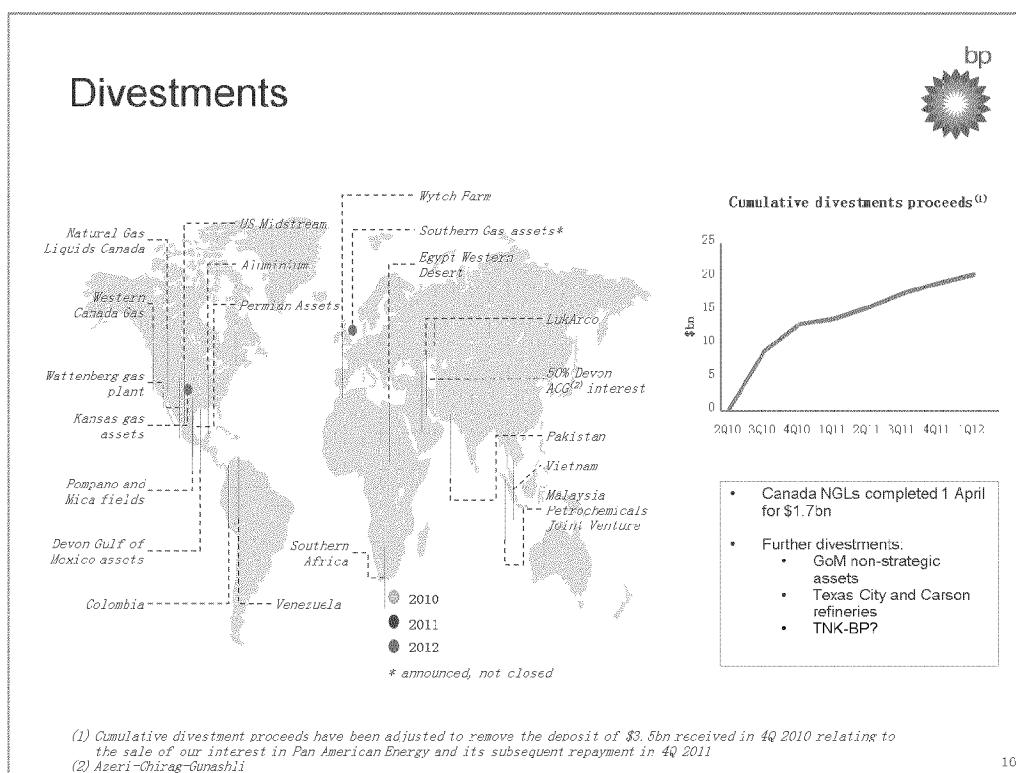 bp
Divestments
Wytch Farm
Natural Gas
Liquids Canada
US Midstream
Southern Gas assets*
Aluminium
Egypt Western
Desert
Western
Canada Gas
Permian Assets
LukArco
Wattenberg gas
plant
50% Devon
ACG(2) interest
Kansas gas
assets
Pakistan
Vietnam
Pompano and
Mica fields
Malaysia
Petrochemicals
Joint Venture
Devon Gulf of
Mexico assets
Southern
Africa
Colombia
Venezuela
2010
2011
2012
* announced, not closed
Cumulative divestments proceeds(1)
$bn
25
20
15
10
5
0
2Q10 3Q10 4Q10 1Q11 2Q11 3Q11 4Q11 1Q12
• Canada NGLs completed 1 April
for $1.7bn
• Further divestments:
• GoM non-strategic
assets
• Texas City and Carson
refineries
• TNK-BP?
(1) Cumulative divestment proceeds have been adjusted to remove the deposit of $3.5bn received in 4Q 2010 relating to
the sale of our interest in Pan American Energy and its subsequent repayment in 4Q 2011
(2) Azeri-Chirag-Gunashli
16